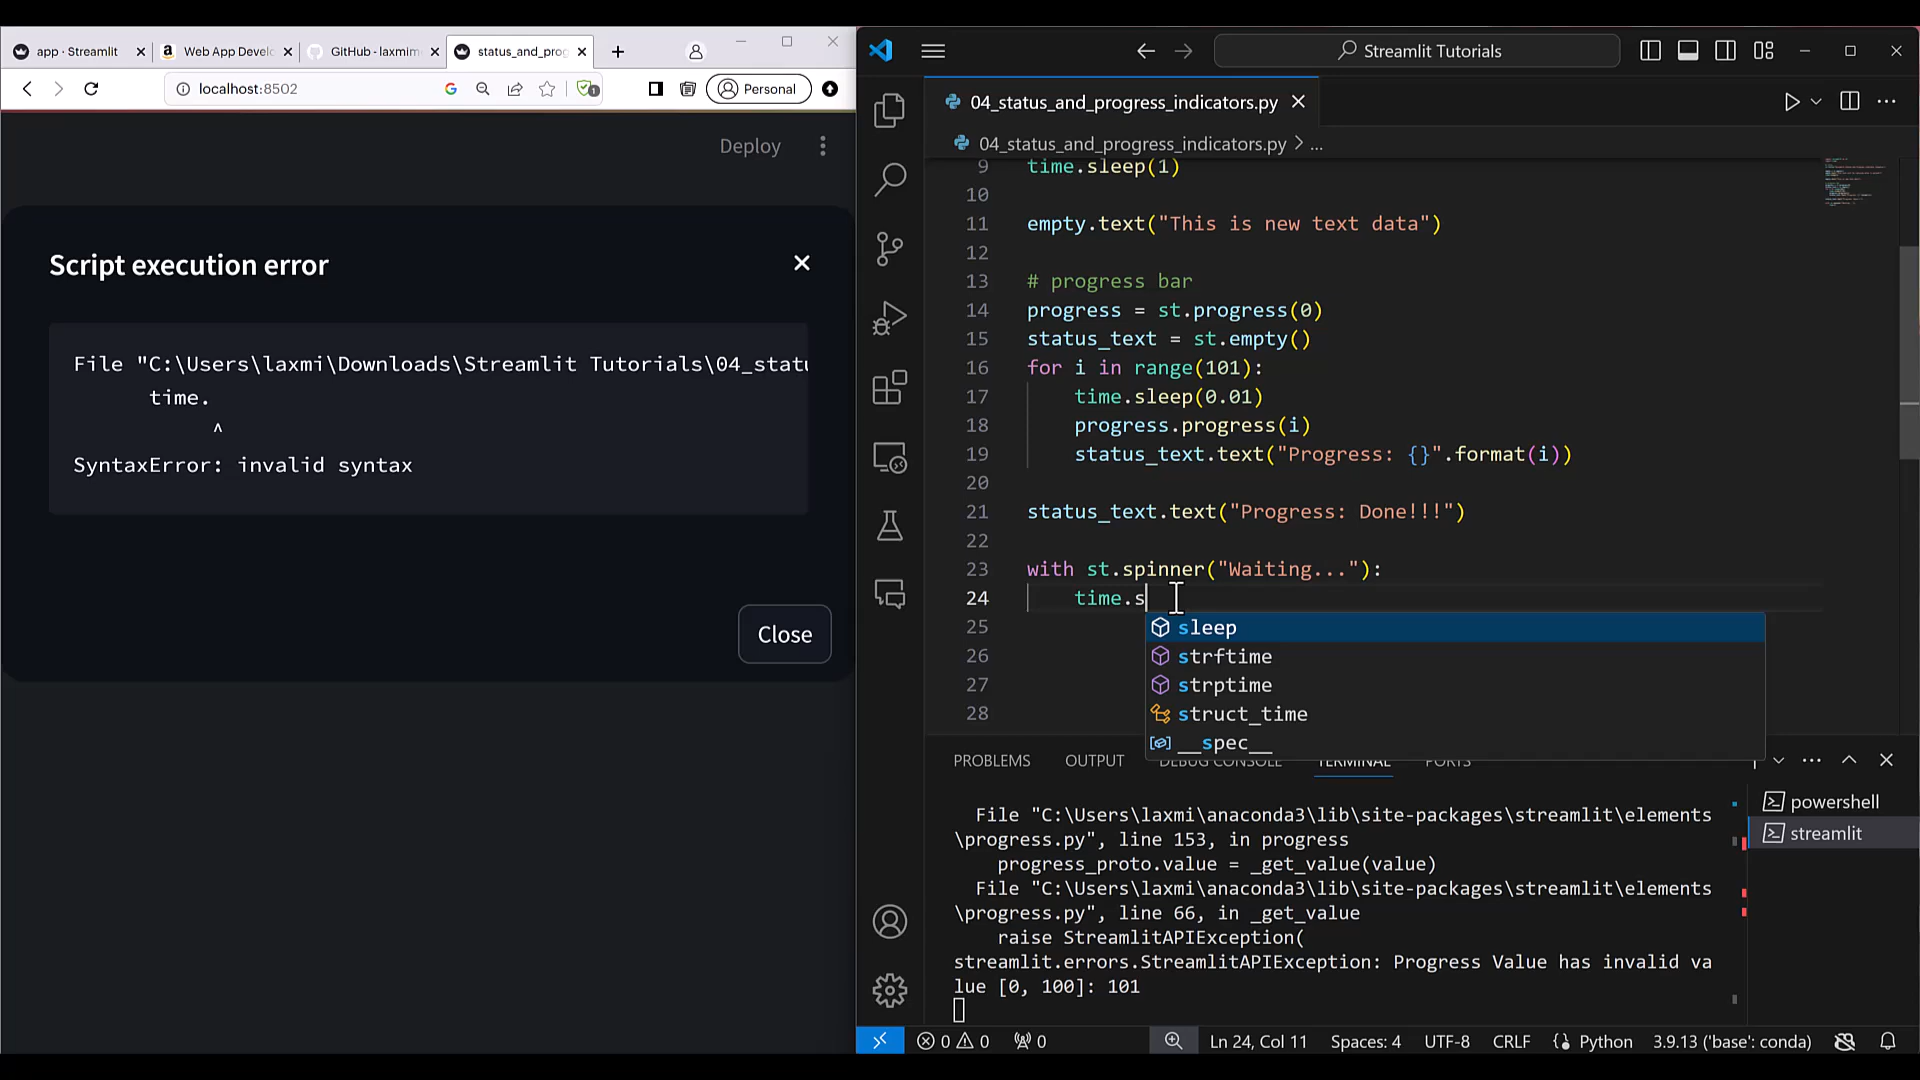 app · Streamlit
Web App Develo
GitHub - laxmim
status_and_prog
localhost:8502
1
Personal
Deploy
Script execution error
File "C:\Users\laxmi\Downloads\Streamlit Tutorials\04_statu
time.
^
SyntaxError: invalid syntax
Close
Streamlit Tutorials
04_status_and_progress_indicators.py
04_status_and_progress_indicators.py > ...
9 time.sleep(1)
10
11 empty.text("This is new text data")
12
13 # progress bar
14 progress = st.progress(0)
15 status_text = st.empty()
16 for i in range(101):
17 time.sleep(0.01)
18 progress.progress(i)
19 status_text.text("Progress: {}".format(i))
20
21 status_text.text("Progress: Done!!!")
22
23 with st.spinner("Waiting..."):
24 time.s
25
26
27
28
sleep
strftime
strptime
struct_time
__spec__
PROBLEMS OUTPUT DEBUG CONSOLE TERMINAL PORTS
File "C:\Users\laxmi\anaconda3\lib\site-packages\streamlit\elements
\progress.py", line 153, in progress
progress_proto.value = _get_value(value)
File "C:\Users\laxmi\anaconda3\lib\site-packages\streamlit\elements
\progress.py", line 66, in _get_value
raise StreamlitAPIException(
streamlit.errors.StreamlitAPIException: Progress Value has invalid va
lue [0, 100]: 101
powershell
streamlit
0 0 0 Ln 24, Col 11 Spaces: 4 UTF-8 CRLF Python 3.9.13 ('base': conda)